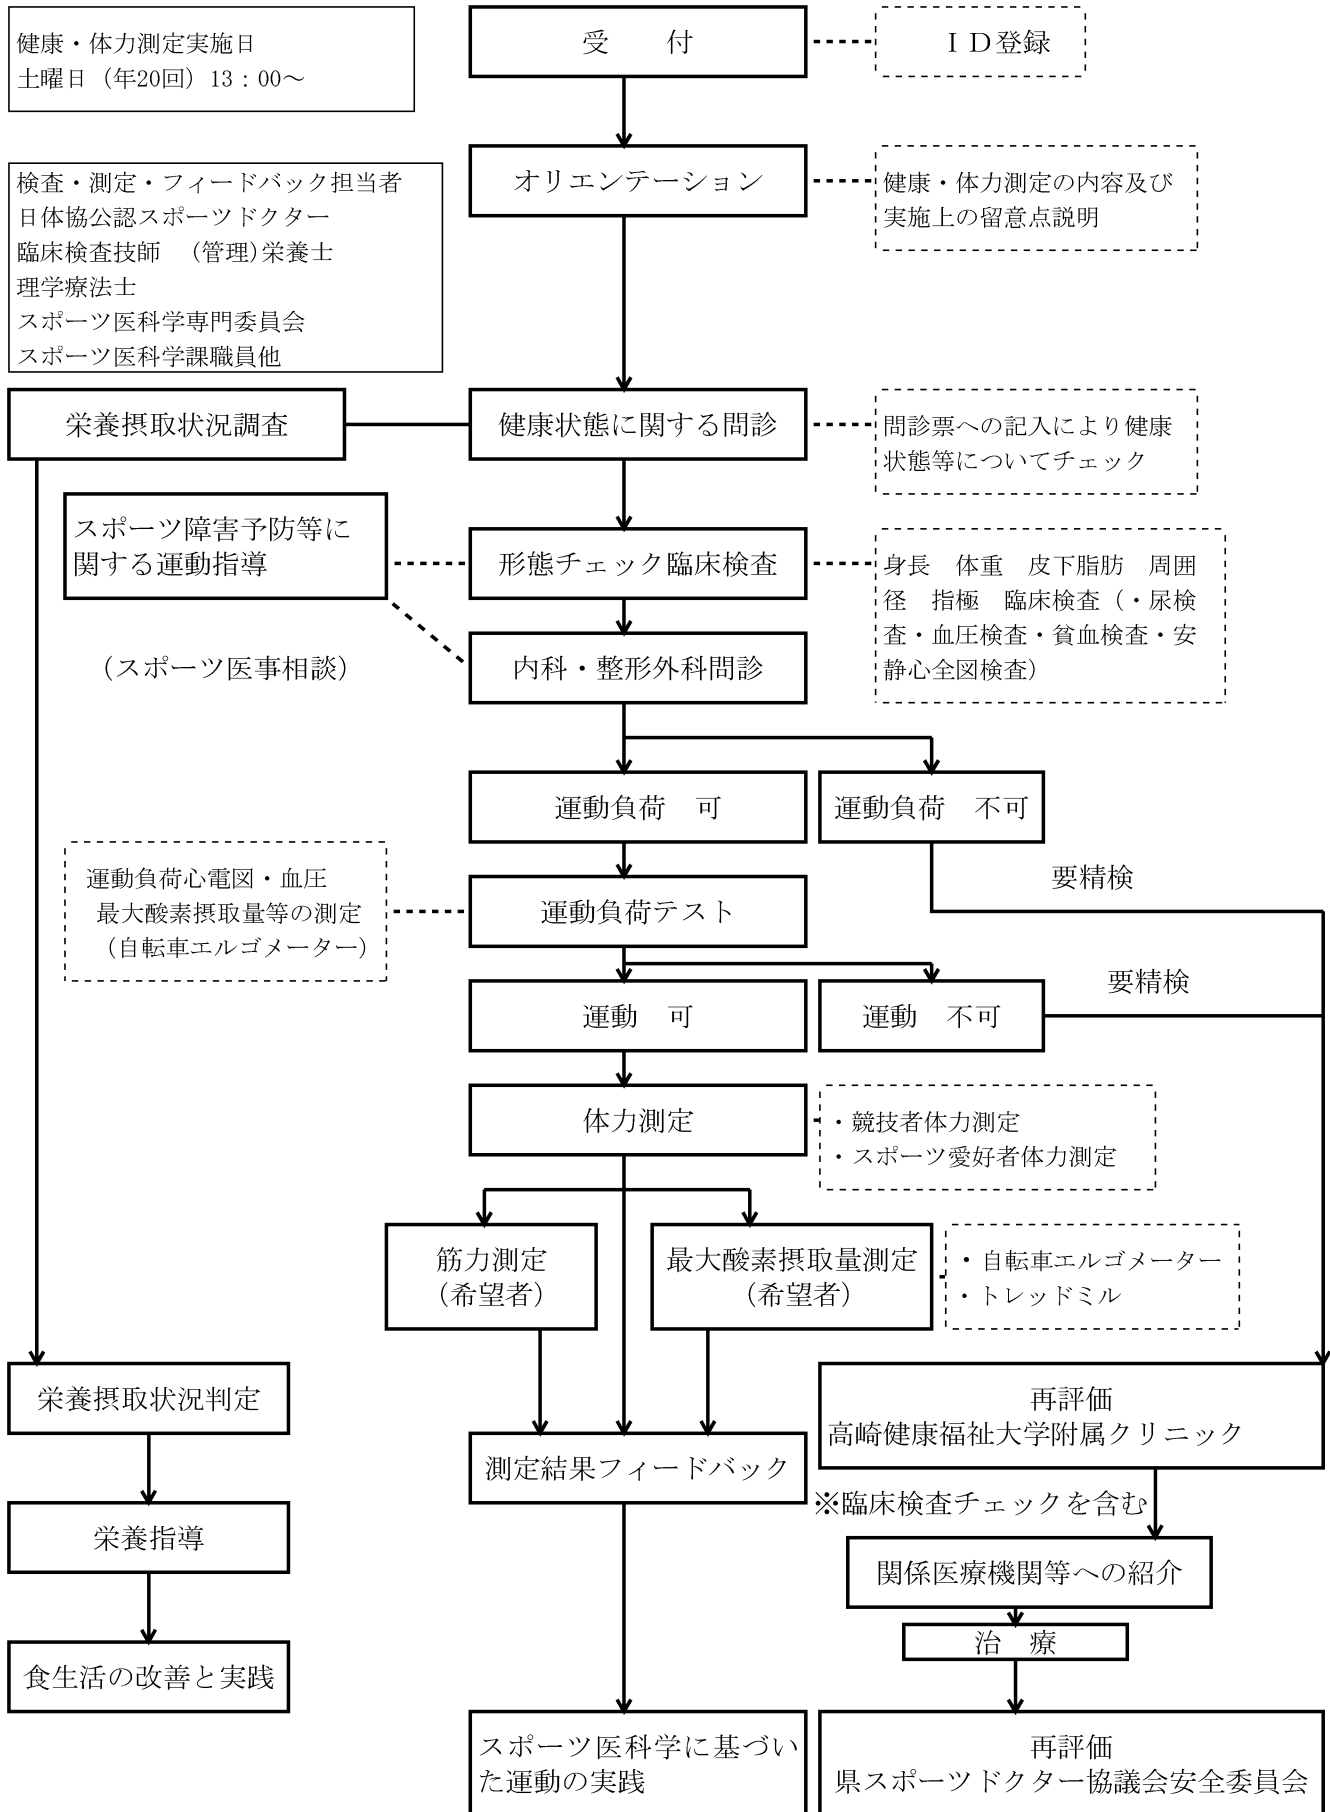 健康・体力測定実施日
土曜日（年20回）13：00～
受　　付
ＩＤ登録
検査・測定・フィードバック担当者
日体協公認スポーツドクター
臨床検査技師　（管理）栄養士
理学療法士
スポーツ医科学専門委員会
スポーツ医科学課職員他
オリエンテーション
健康・体力測定の内容及び
実施上の留意点説明
栄養摂取状況調査
健康状態に関する問診
問診票への記入により健康
状態等についてチェック
スポーツ障害予防等に
関する運動指導
形態チェック臨床検査
身長　体重　皮下脂肪　周囲
径　指極　臨床検査（・尿検
査・血圧検査・貧血検査・安
静心全図検査）
（スポーツ医事相談）
内科・整形外科問診
運動負荷　可
運動負荷　不可
要精検
運動負荷心電図・血圧
最大酸素摂取量等の測定
（自転車エルゴメーター）
運動負荷テスト
運動　可
運動　不可
要精検
体力測定
・競技者体力測定
・スポーツ愛好者体力測定
筋力測定
（希望者）
最大酸素摂取量測定
（希望者）
・自転車エルゴメーター
・トレッドミル
栄養摂取状況判定
再評価
高崎健康福祉大学附属クリニック
測定結果フィードバック
※臨床検査チェックを含む
栄養指導
関係医療機関等への紹介
治　療
食生活の改善と実践
スポーツ医科学に基づい
た運動の実践
再評価
県スポーツドクター協議会安全委員会